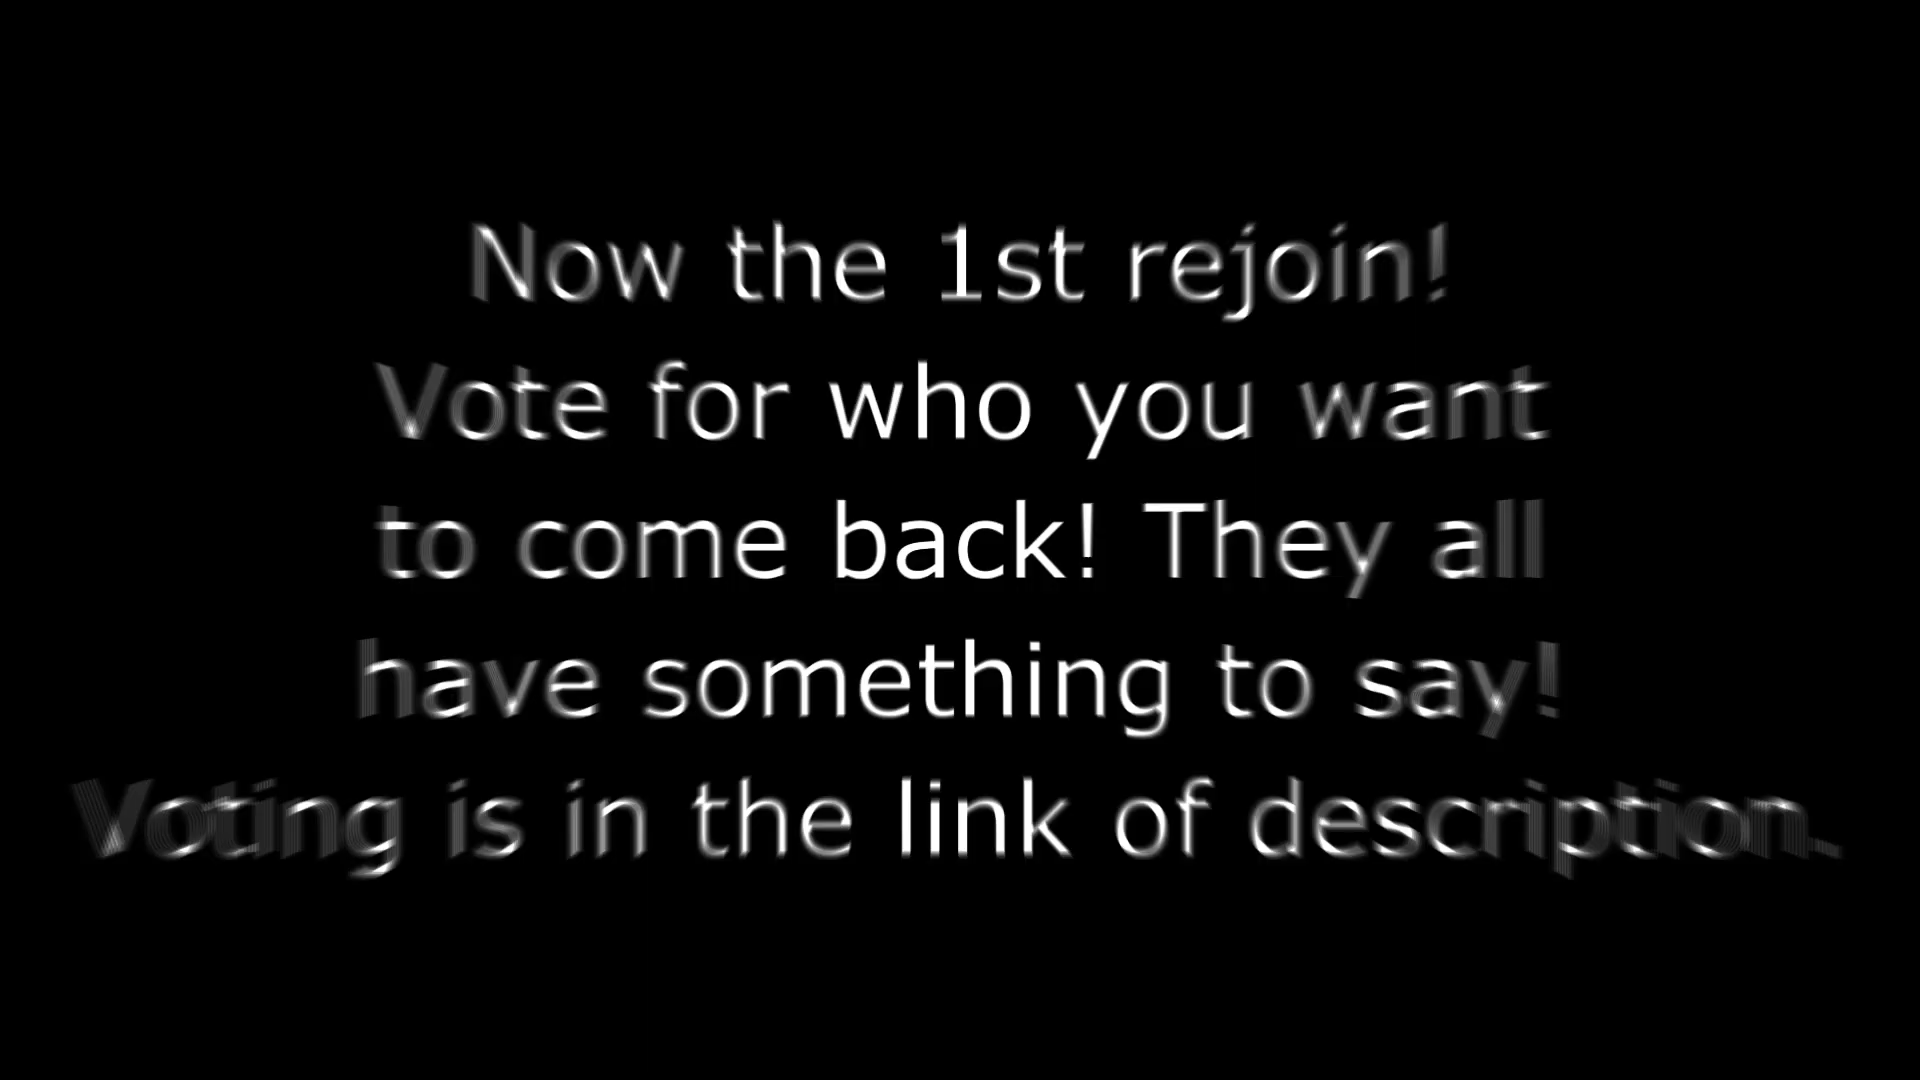 Now the 1st rejoin!
Vote for who you want
to come back! They all
have something to say!
Voting is in the link of description.